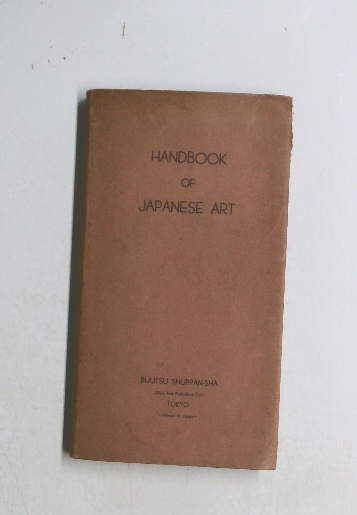 HANDBOOK
OF
JAPANESE ART
BIJUTSU SHUPPAN-SHA
TOKYO